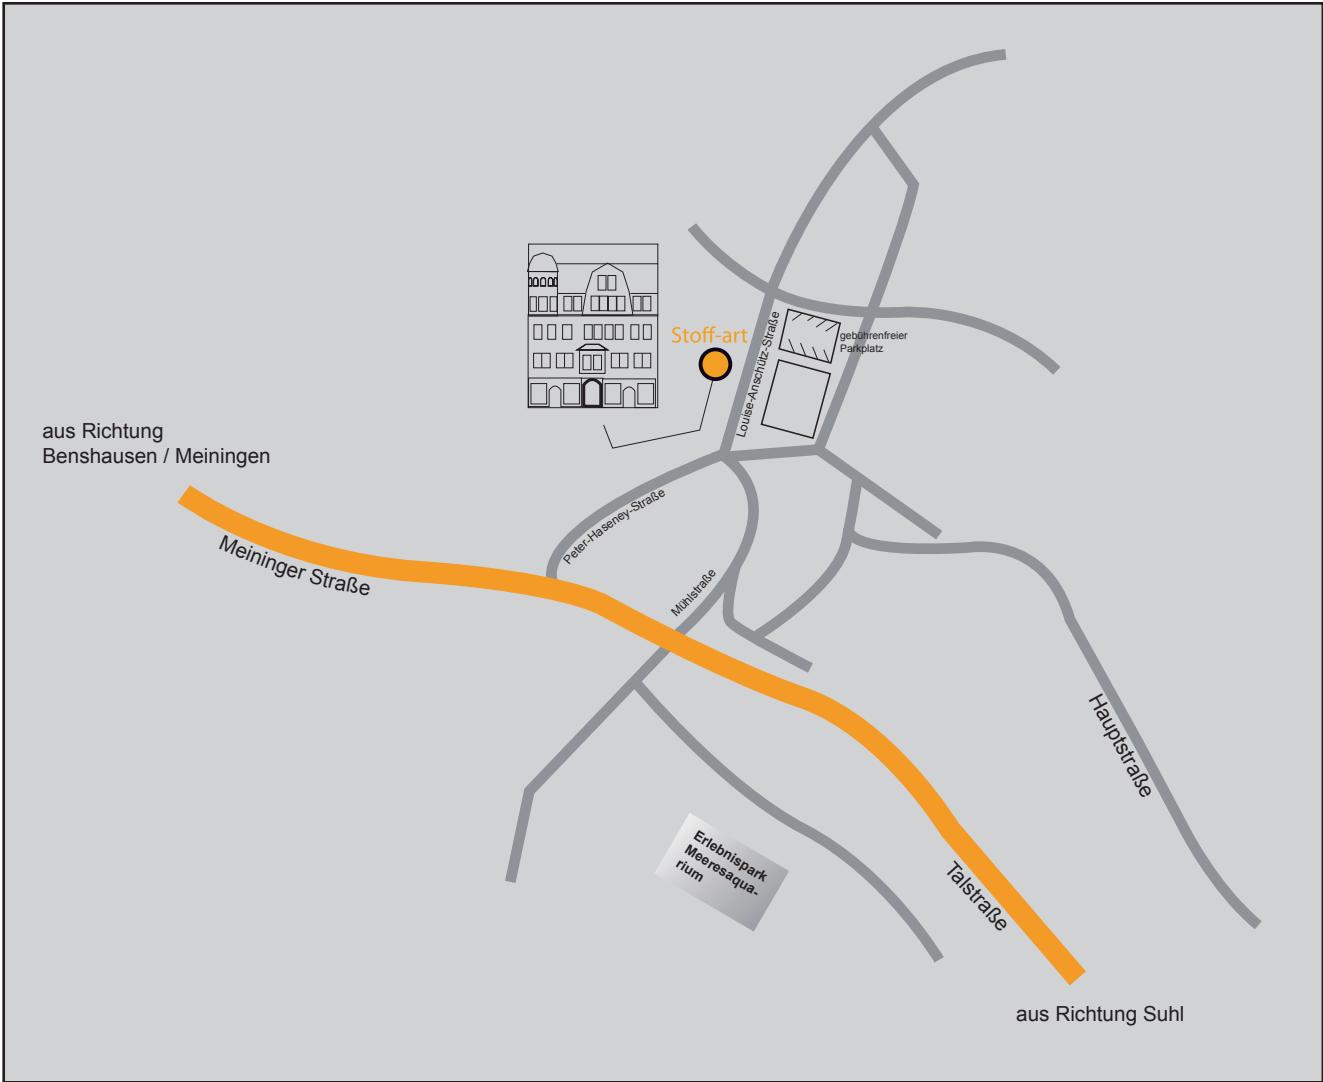 Stoff-art
Louise-Anschütz-Straße
gebührenfreier
Parkplatz
aus Richtung
Benshausen / Meiningen
Peter-Haseney-Straße
Meininger Straße
Mühlstraße
Hauptstraße
Erlebnispark
Meeresaqua-
rium
Talstraße
aus Richtung Suhl